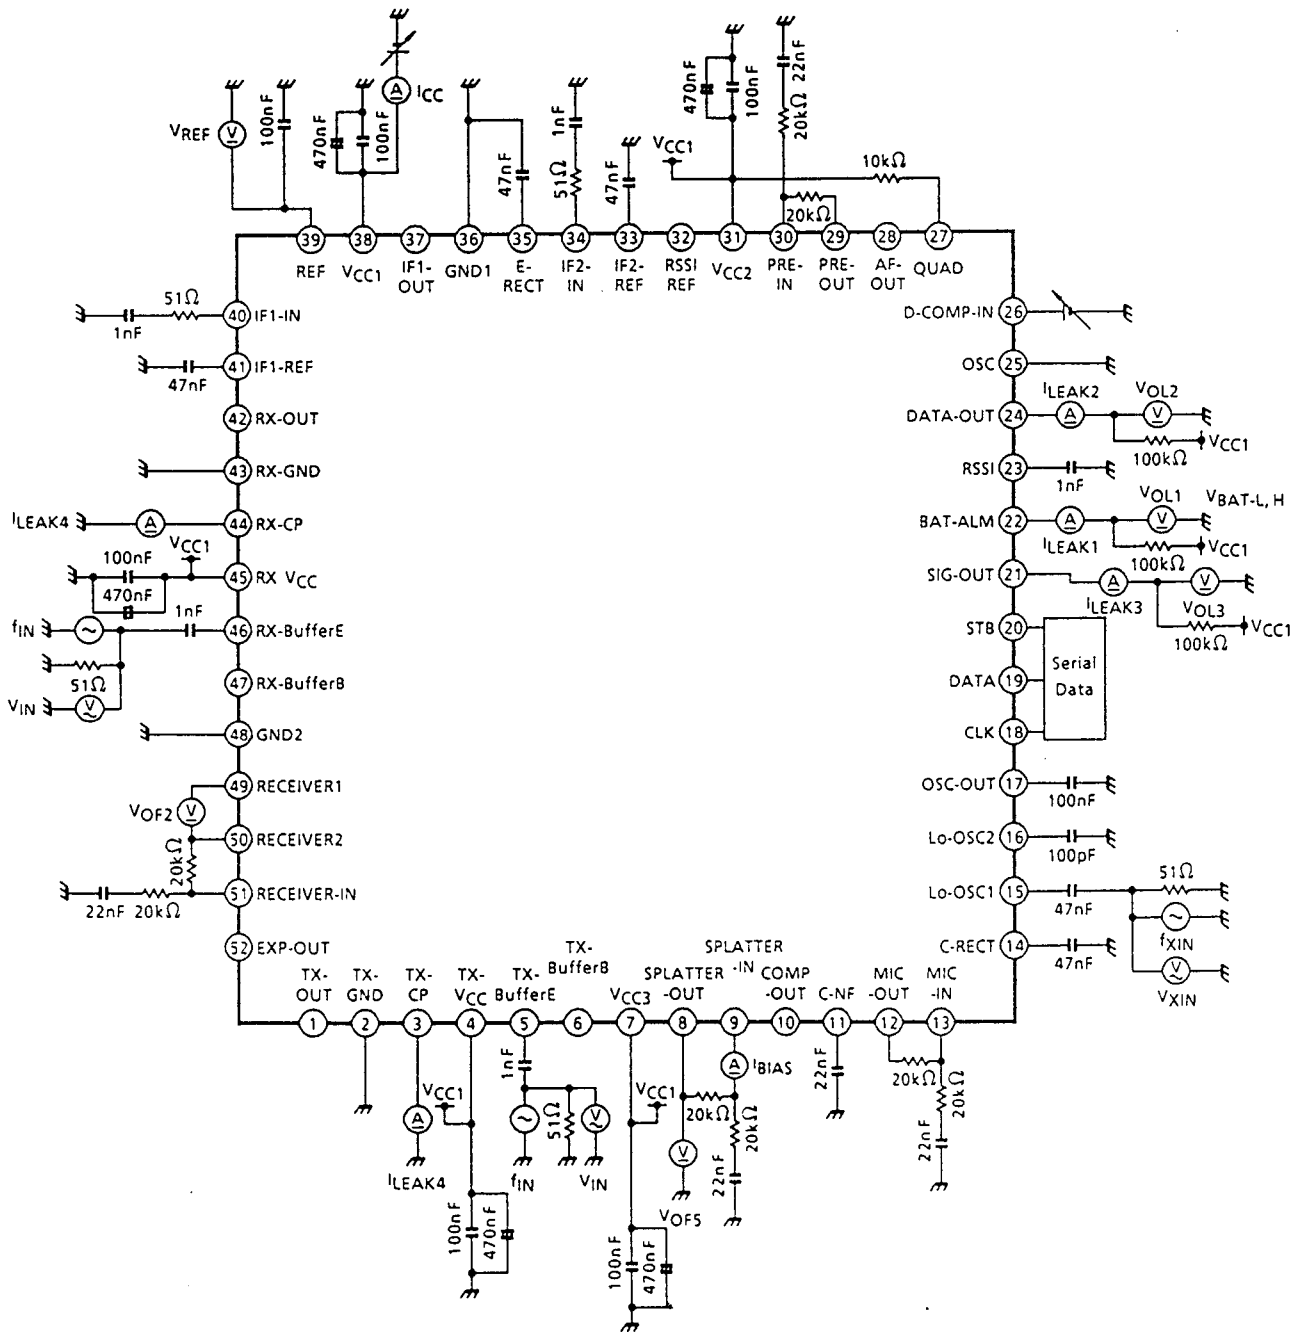 VREF
100nF
470nF
100nF
ICC
47nF
1nF
51Ω
47nF
VCC1
470nF
100nF
22nF
20kΩ
20kΩ
10kΩ
39
38
37
36
35
34
33
32
31
30
29
28
27
REF
VCC1
IF1-
OUT
GND1
E-
RECT
IF2-
IN
IF2-
REF
RSSI
REF
VCC2
PRE-
IN
PRE-
OUT
AF-
OUT
QUAD
51Ω
1nF
40 IF1-IN
47nF
41 IF1-REF
42 RX-OUT
43 RX-GND
ILEAK4 A 44 RX-CP
VCC1
100nF
470nF
45 RX VCC
1nF
fIN
46 RX-BufferE
51Ω
VIN V
47 RX-BufferB
48 GND2
49 RECEIVER1
VOF2 V
50 RECEIVER2
20kΩ
22nF 20kΩ
51 RECEIVER-IN
52 EXP-OUT
D-COMP-IN 26
OSC 25
ILEAK2
VOL2
DATA-OUT 24 A V
VCC1
100kΩ
RSSI 23
1nF
VOL1
VBAT-L, H
BAT-ALM 22 A V
ILEAK1
VCC1
100kΩ
SIG-OUT 21 A V
ILEAK3
VOL3
VCC1
100kΩ
STB 20
Serial
Data
DATA 19
CLK 18
OSC-OUT 17
100nF
Lo-OSC2 16
100pF
Lo-OSC1 15
47nF
51Ω
fXIN
V
VXIN
C-RECT 14
47nF
TX-
OUT
TX-
GND
TX-
CP
TX-
VCC
TX-
BufferE
TX-
BufferB
VCC3
SPLATTER
-OUT
SPLATTER
-IN
COMP
-OUT
C-NF
MIC
-OUT
MIC
-IN
1
2
3
4
5
6
7
8
9
10
11
12
13
A
ILEAK4
VCC1
100nF
470nF
1nF
fIN
51Ω
V
VIN
VCC1
100nF
470nF
V
VOF5
20kΩ
A
IBIAS
20kΩ
22nF
22nF
20kΩ
20kΩ
22nF